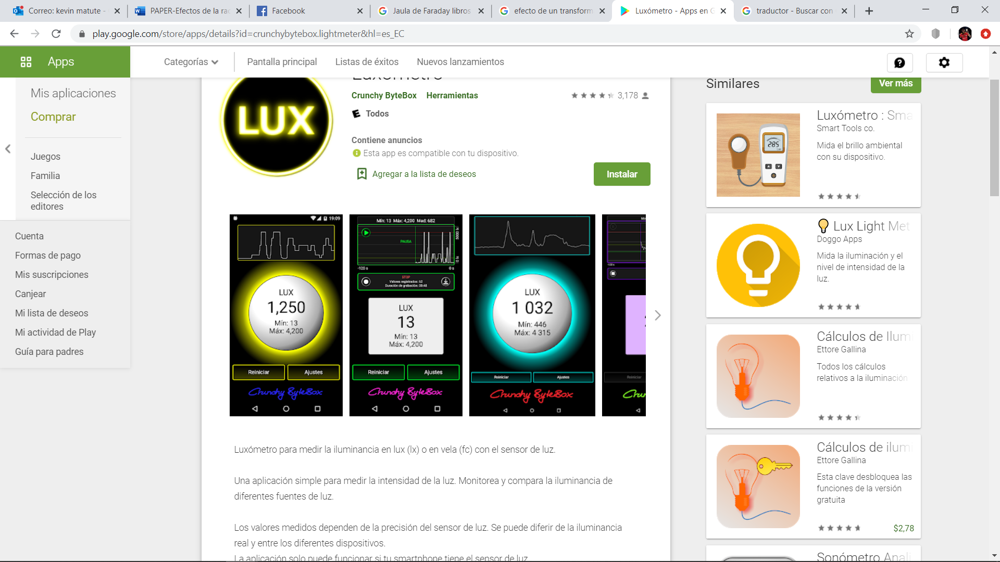 Correo: kevin matute -
PAPER-Efectos de la rac
Facebook
Jaula de Faraday libros
efecto de un transform
Luxómetro - Apps en G
traductor - Buscar con
play.google.com/store/apps/details?id=crunchybytebox.lightmeter&hl=es_EC
Apps
Categorías
Pantalla principal
Listas de éxitos
Nuevos lanzamientos
Mis aplicaciones
Comprar
Juegos
Familia
Selección de los
editores
Cuenta
Formas de pago
Mis suscripciones
Canjear
Mi lista de deseos
Mi actividad de Play
Guía para padres
LUX
Luxómetro
Crunchy ByteBox Herramientas
3,178
E Todos
Contiene anuncios
Esta app es compatible con tu dispositivo.
Agregar a la lista de deseos
Instalar
19:09
LUX
1,250
Mín: 13
Máx: 4,200
Reiniciar
Ajustes
Crunchy ByteBox
Mín: 13 Máx: 4,200 Med: 682
PAUSA
5000 lx
0 lx
-120 s
0 s
STOP
Valores registrados: 62
Duración de grabación: 00:48
LUX
13
Mín: 13
Máx: 4,200
Reiniciar
Ajustes
Crunchy ByteBox
LUX
1 032
Mín: 446
Máx: 4 315
Reiniciar
Ajustes
Crunchy ByteBox
Reiniciar
Cru
Luxómetro para medir la iluminancia en lux (lx) o en vela (fc) con el sensor de luz.
Una aplicación simple para medir la intensidad de la luz. Monitorea y compara la iluminancia de
diferentes fuentes de luz.
Los valores medidos dependen de la precisión del sensor de luz. Se puede diferir de la iluminancia
real y entre los diferentes dispositivos.
La aplicación solo puede funcionar si tu smartphone tiene el sensor de luz.
Similares
Ver más
285
Luxómetro : Sma
Smart Tools co.
Mida el brillo ambiental
con su dispositivo.
Lux Light Met
Doggo Apps
Mida la iluminación y el
nivel de intensidad de la
luz.
Cálculos de Ilumi
Ettore Gallina
Todos los cálculos
relativos a la iluminación
Cálculos de ilumi
Ettore Gallina
Esta clave desbloquea las
funciones de la versión
gratuita
$2,78
Sonómetro Anali